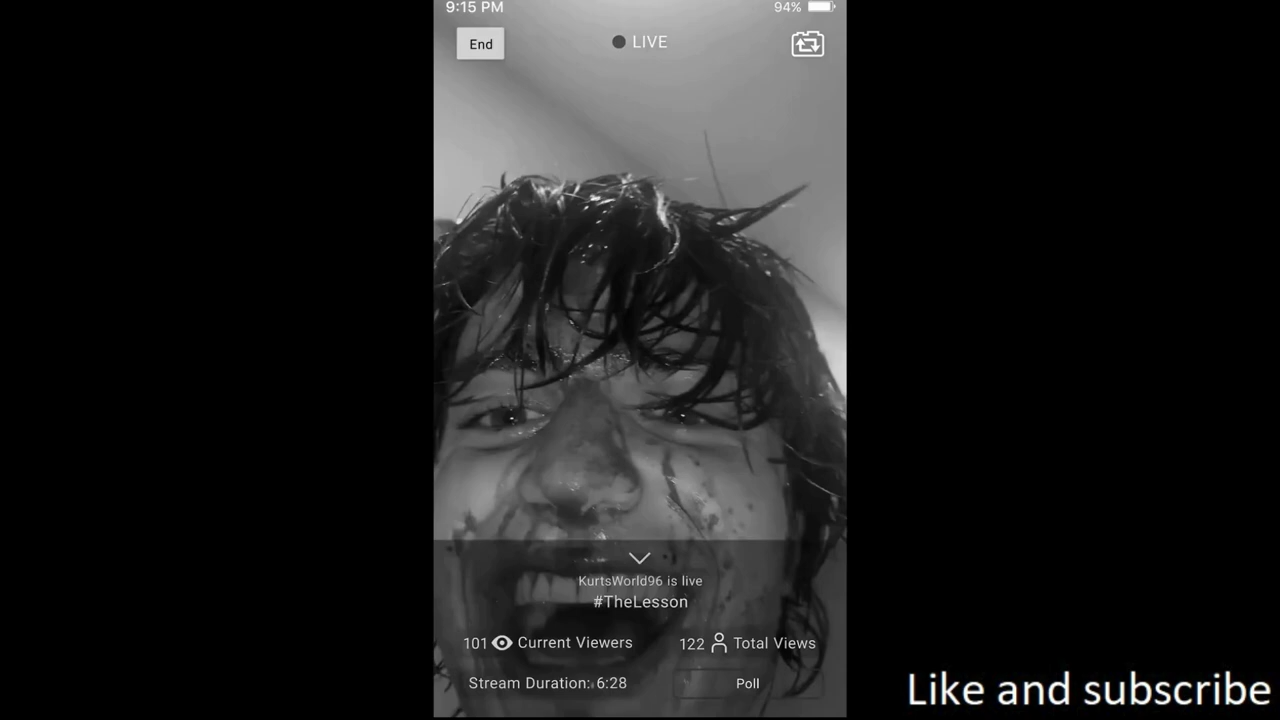 9:15 PM
94%
End
LIVE
KurtsWorld96 is live
#TheLesson
101 Current Viewers
122 Total Views
Stream Duration: 6:28
Poll
Like and subscribe